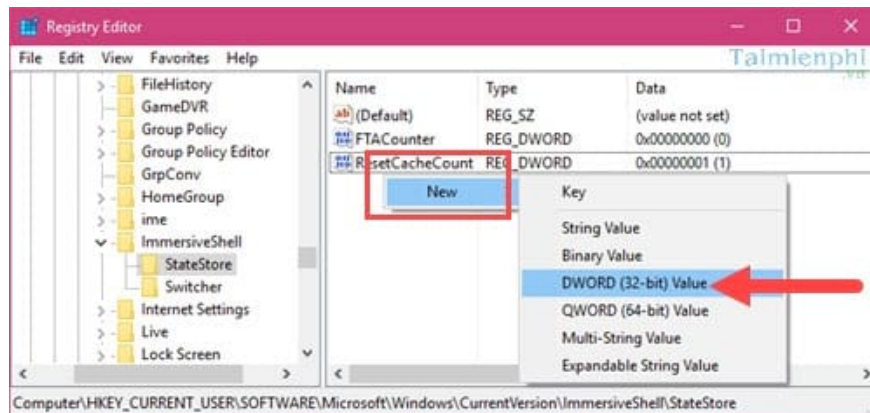 Registry Editor
File Edit View Favorites Help
Taimienphi
.vn
FileHistory
GameDVR
Group Policy
Group Policy Editor
GrpConv
HomeGroup
ime
ImmersiveShell
StateStore
Switcher
Internet Settings
Live
Lock Screen
Name Type Data
ab (Default) REG_SZ (value not set)
FTACounter REG_DWORD 0x00000000 (0)
ResetCacheCount REG_DWORD 0x00000001 (1)
New
Key
String Value
Binary Value
DWORD (32-bit) Value
QWORD (64-bit) Value
Multi-String Value
Expandable String Value
Computer\HKEY_CURRENT_USER\SOFTWARE\Microsoft\Windows\CurrentVersion\ImmersiveShell\StateStore